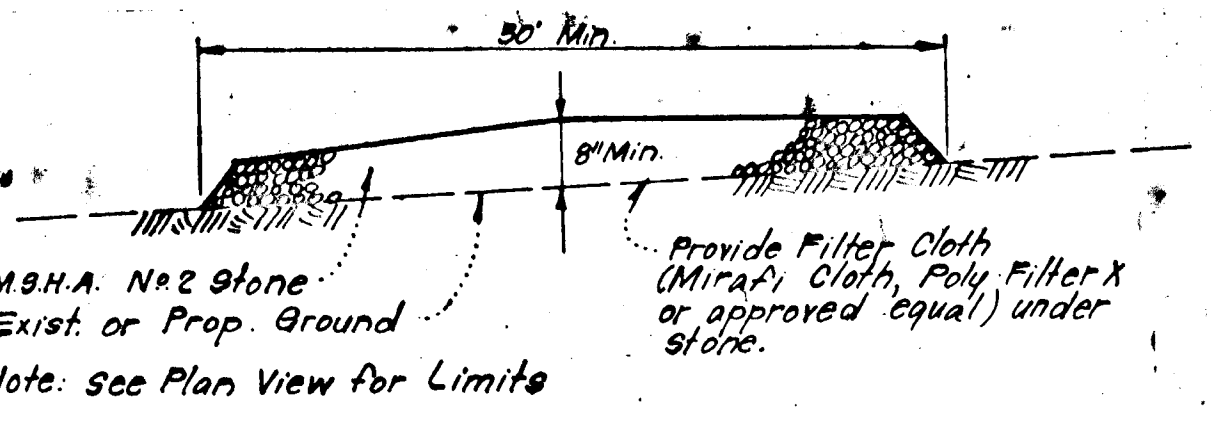 30' Min.
8" Min.
M.S.H.A. No. 2 Stone
Exist. or Prop. Ground
Note: See Plan View for Limits
Provide Filter Cloth
(Mirafi Cloth, Poly Filter X
or approved equal) under
stone.